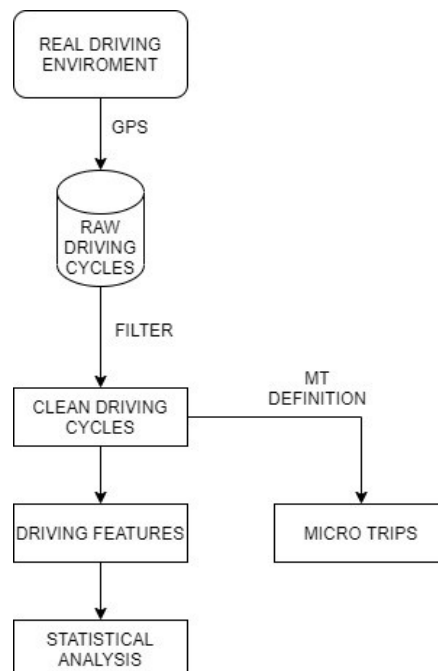 REAL DRIVING
ENVIROMENT
GPS
RAW
DRIVING
CYCLES
FILTER
MT
DEFINITION
CLEAN DRIVING
CYCLES
DRIVING FEATURES
MICRO TRIPS
STATISTICAL
ANALYSIS